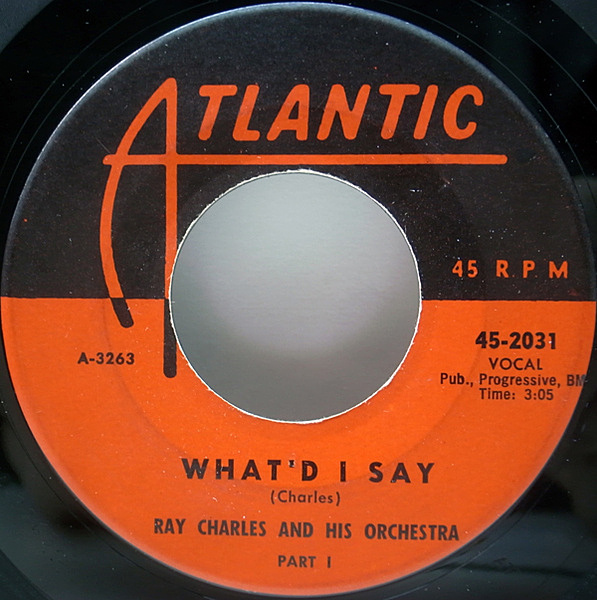 ATLANTIC
45 RPM
45-2031
A-3263
VOCAL
Pub., Progressive, BM
Time: 3:05
WHAT'D I SAY
(Charles)
RAY CHARLES AND HIS ORCHESTRA
PART I